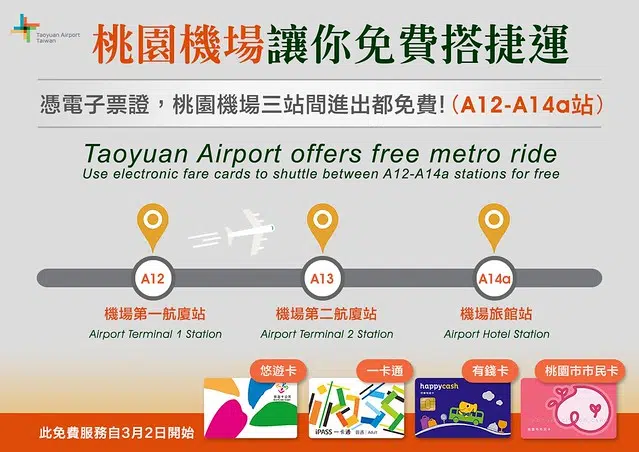 Taoyuan Airport
Taiwan
桃園機場讓你免費搭捷運
憑電子票證，桃園機場三站間進出都免費!（A12-A14a站）
Taoyuan Airport offers free metro ride
Use electronic fare cards to shuttle between A12-A14a stations for free
A12 A13 A14a
機場第一航廈站 機場第二航廈站 機場旅館站
Airport Terminal 1 Station Airport Terminal 2 Station Airport Hotel Station
悠遊卡 一卡通 有錢卡 桃園市市民卡
happycash
iPASS
iPASS 一卡通
此免費服務自3月2日開始